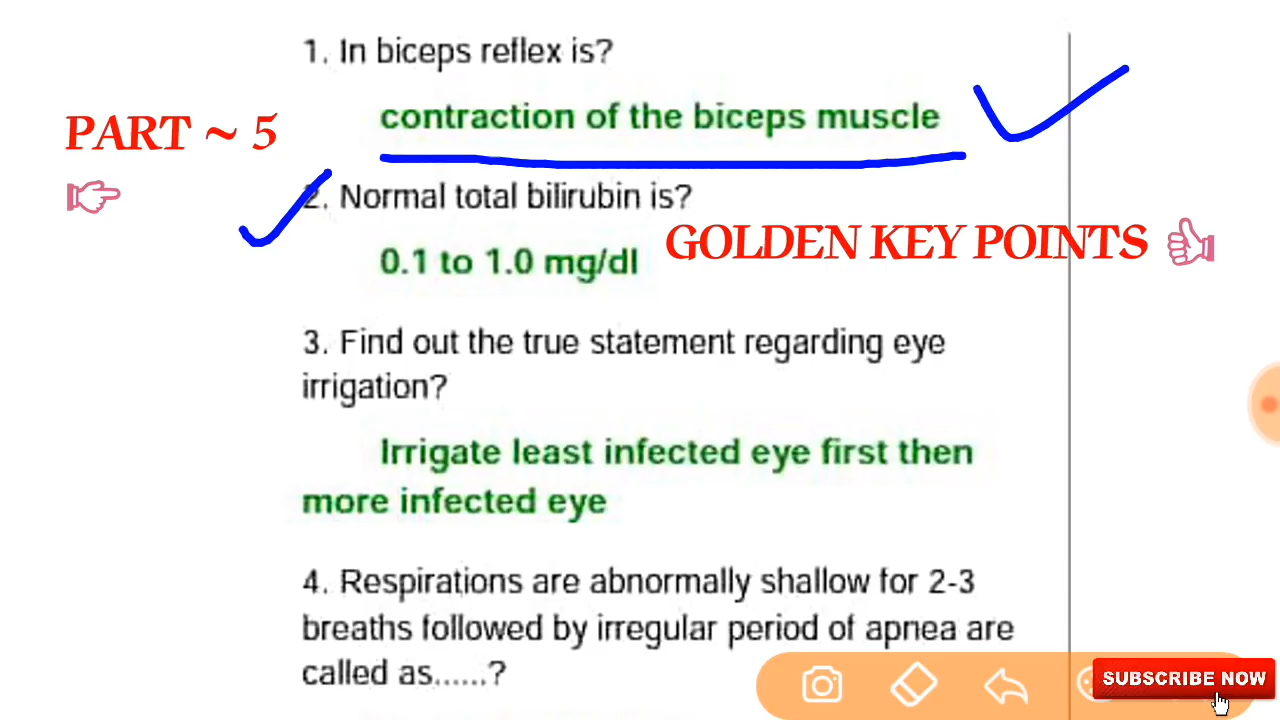 1. In biceps reflex is?
contraction of the biceps muscle
PART ~ 5
2. Normal total bilirubin is?
GOLDEN KEY POINTS
0.1 to 1.0 mg/dl
3. Find out the true statement regarding eye
irrigation?
Irrigate least infected eye first then
more infected eye
4. Respirations are abnormally shallow for 2-3
breaths followed by irregular period of apnea are
called as......?
SUBSCRIBE NOW